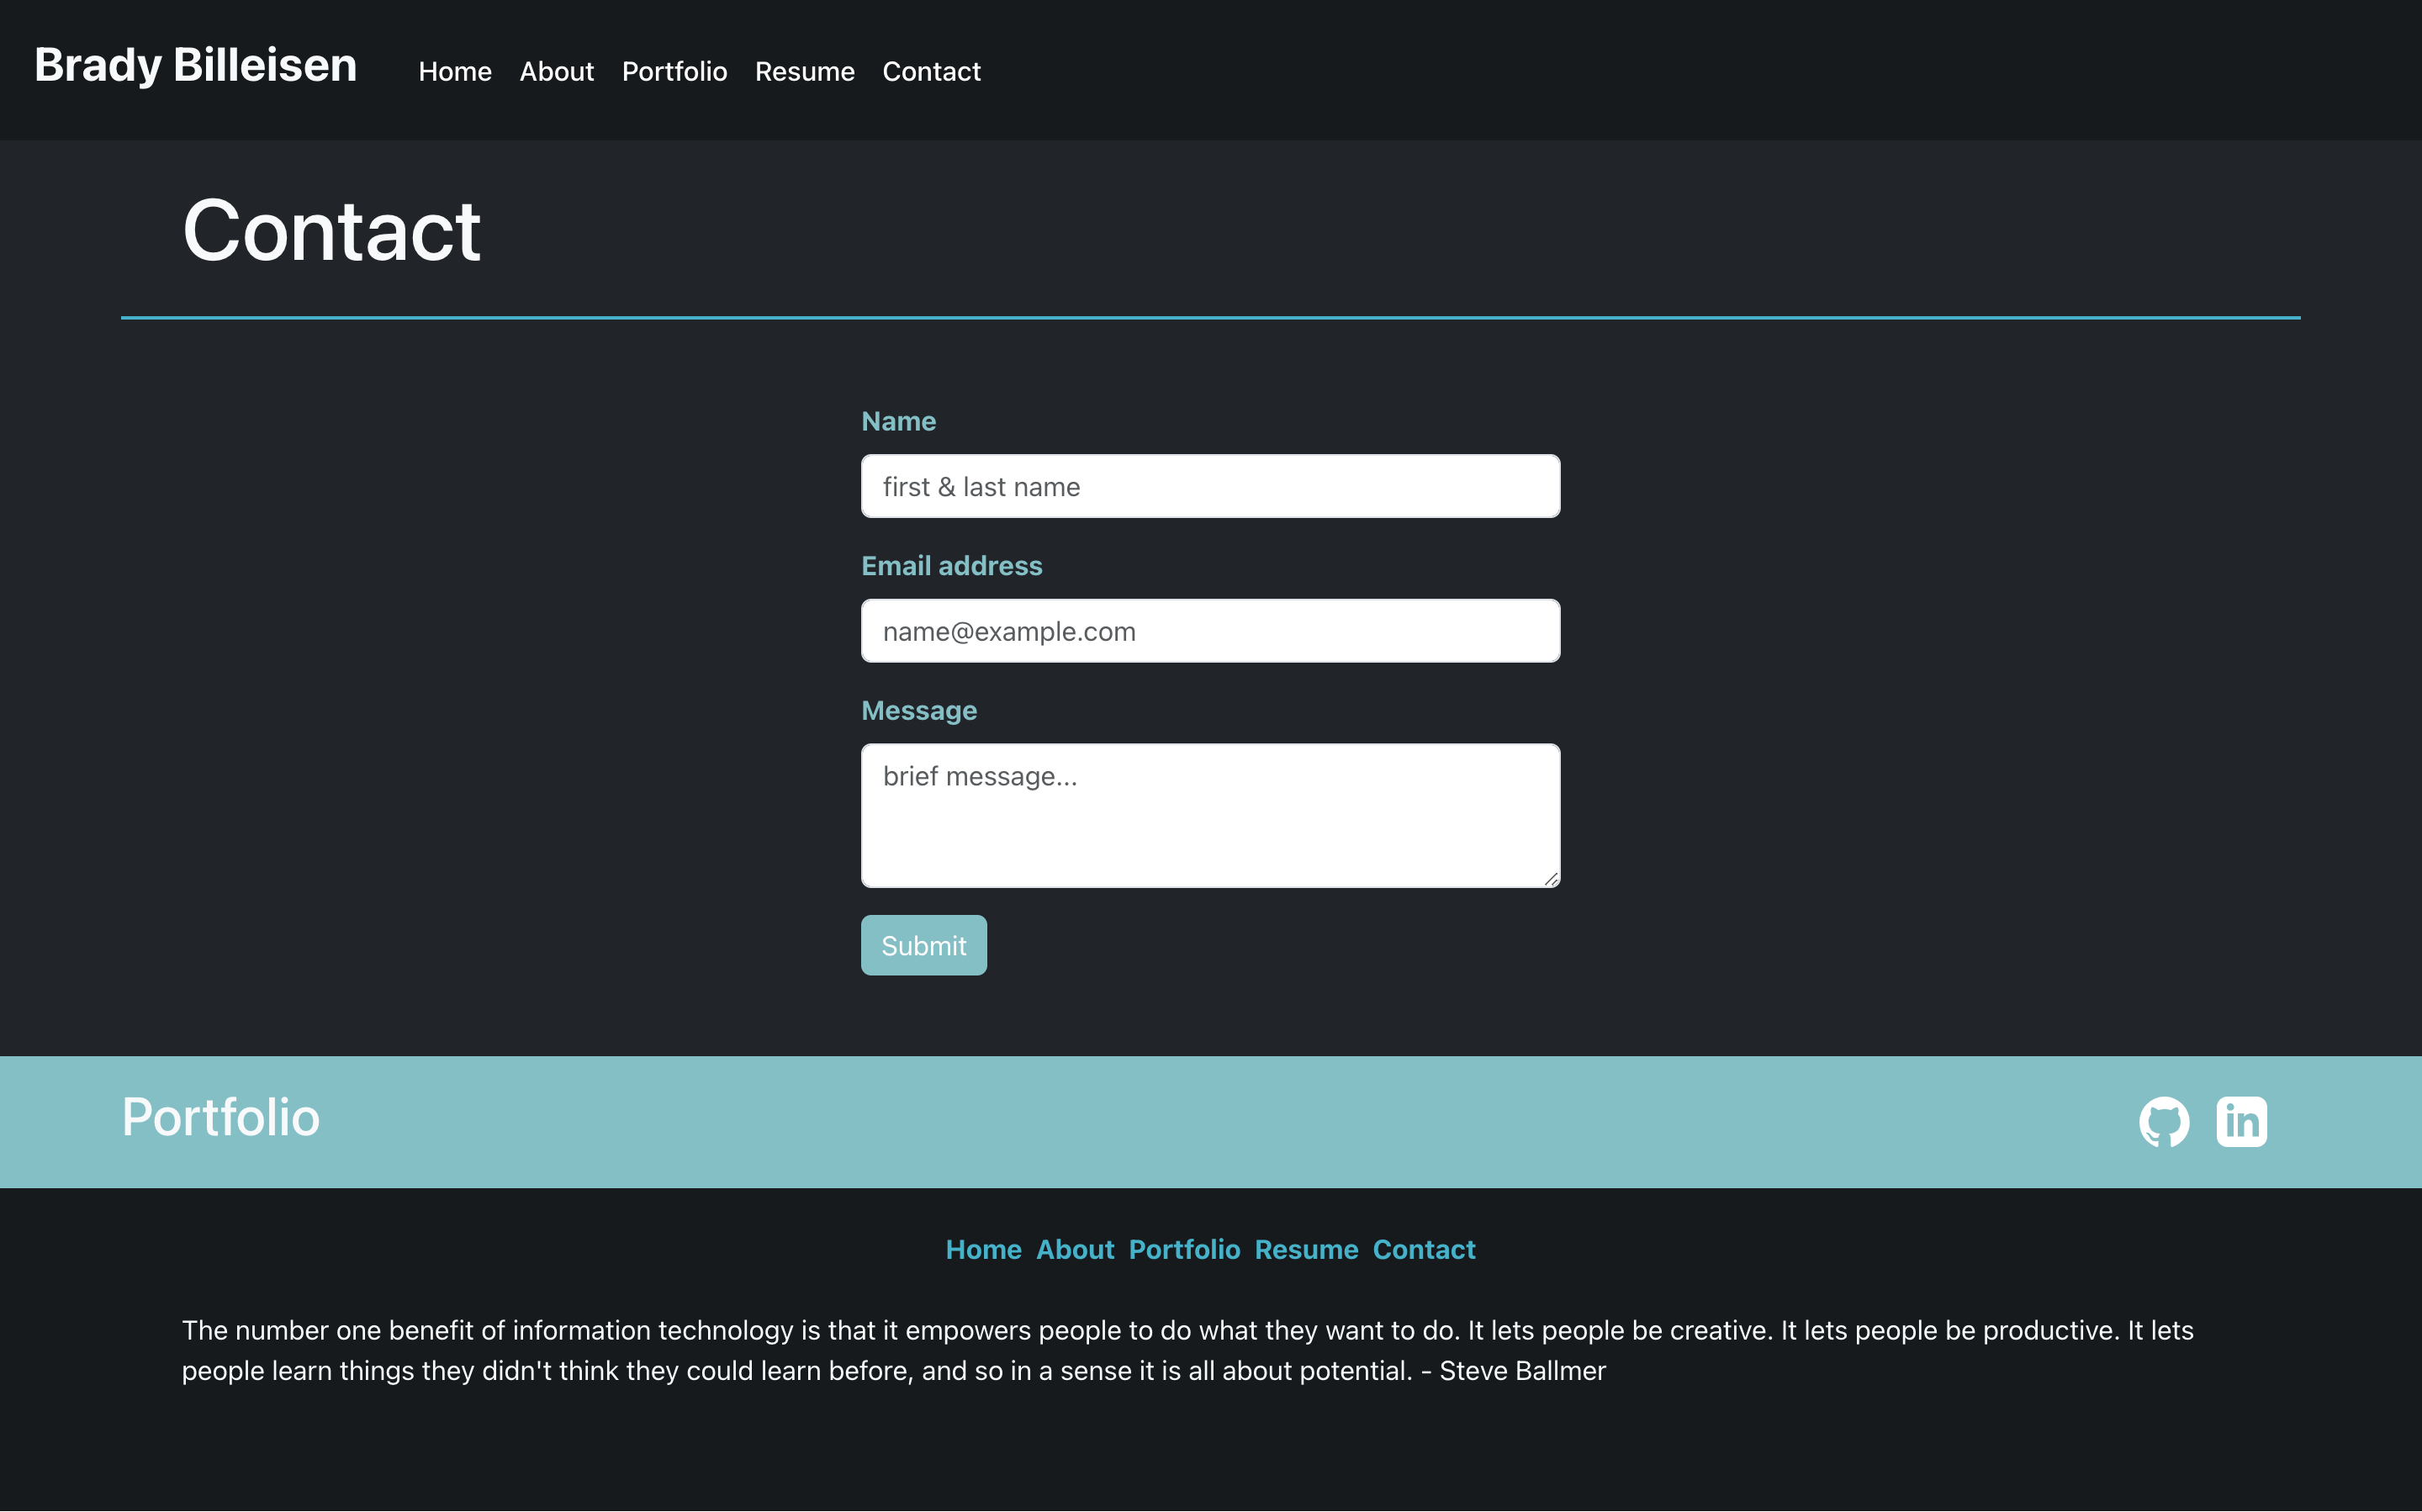 Brady Billeisen Home About Portfolio Resume Contact
Contact
Name
first & last name
Email address
name@example.com
Message
brief message...
Submit
Portfolio
in
Home About Portfolio Resume Contact
The number one benefit of information technology is that it empowers people to do what they want to do. It lets people be creative. It lets people be productive. It lets
people learn things they didn't think they could learn before, and so in a sense it is all about potential. - Steve Ballmer